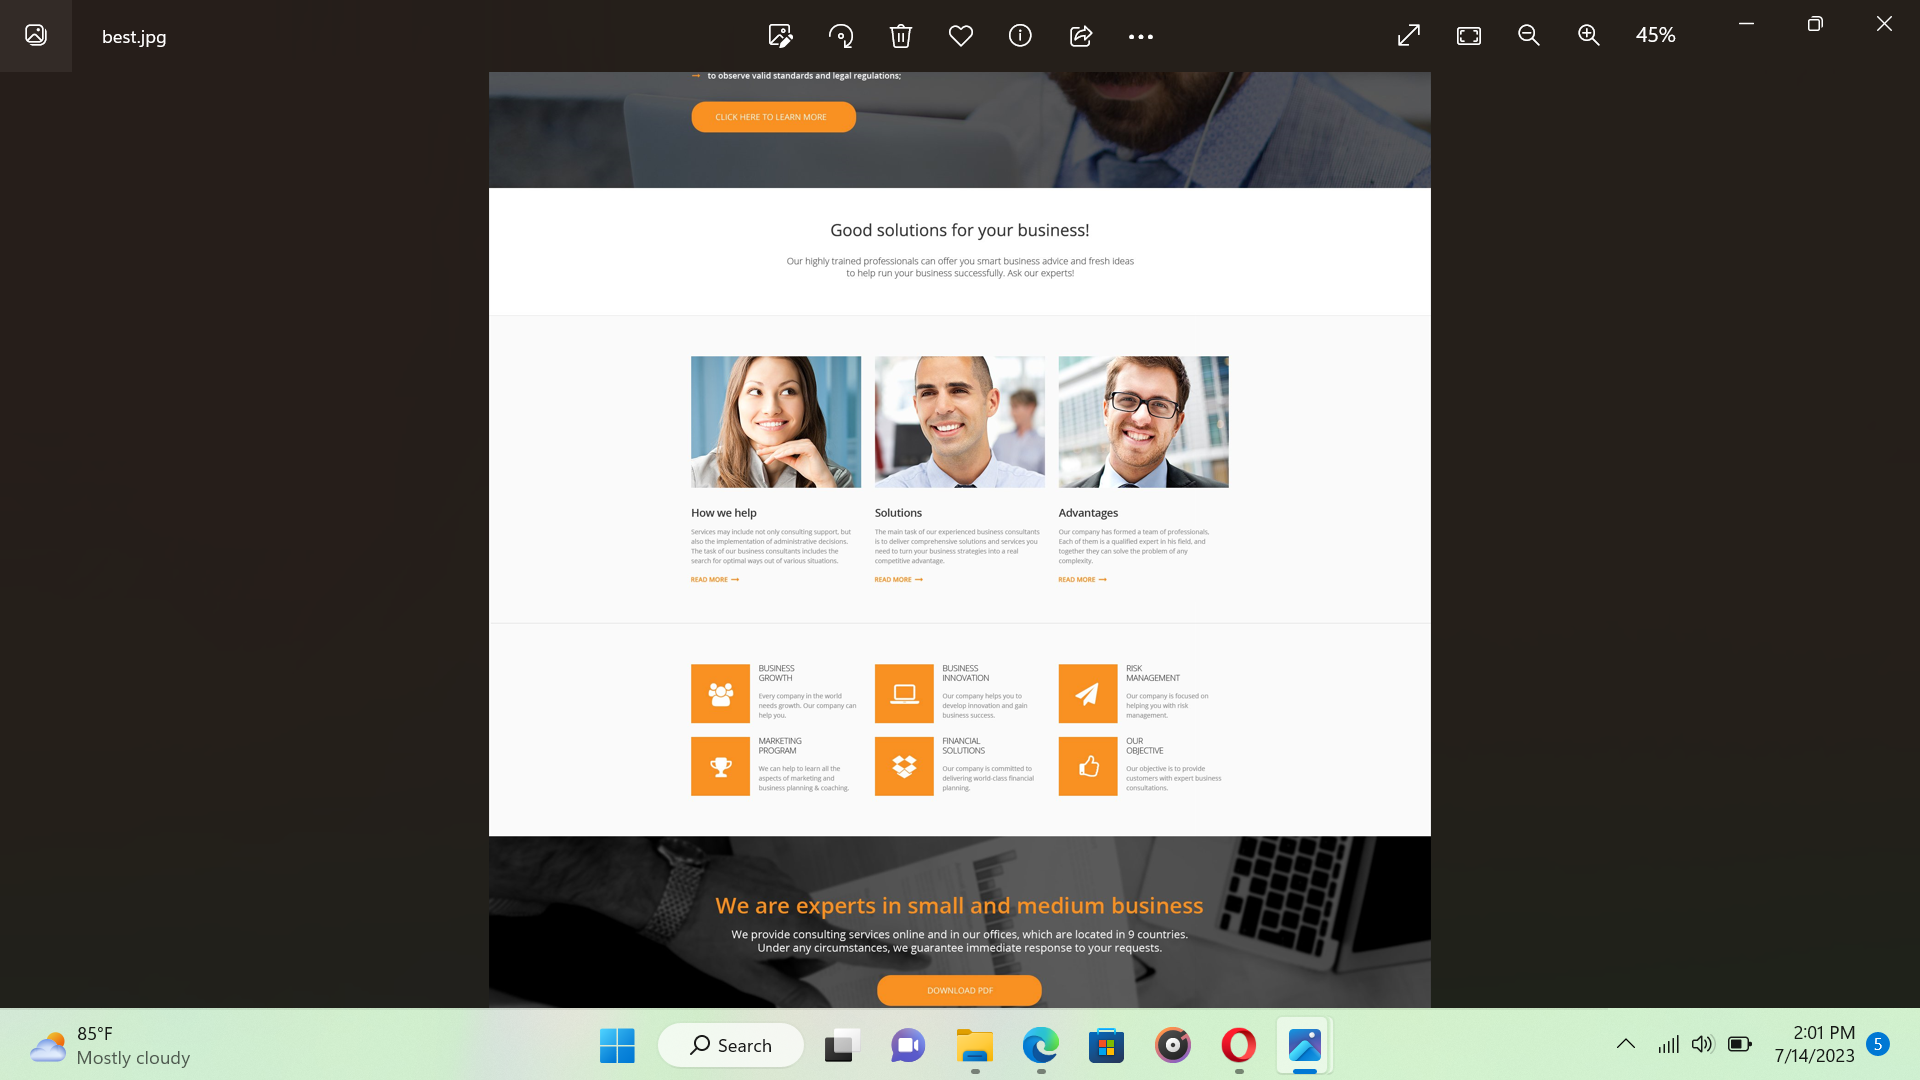 best.jpg
45%
→ to observe valid standards and legal regulations;
CLICK HERE TO LEARN MORE
Good solutions for your business!
Our highly trained professionals can offer you smart business advice and fresh ideas
to help run your business successfully. Ask our experts!
How we help
Services may include not only consulting support, but
also the implementation of administrative decisions.
The task of our business consultants includes the
search for optimal ways out of various situations.
READ MORE →
Solutions
The main task of our experienced business consultants
is to deliver comprehensive solutions and services you
need to turn your business strategies into a real
competitive advantage.
READ MORE →
Advantages
Our company has formed a team of professionals.
Each of them is a qualified expert in his field, and
together they can solve the problem of any
complexity.
READ MORE →
BUSINESS
GROWTH
Every company in the world
needs growth. Our company can
help you.
BUSINESS
INNOVATION
Our company helps you to
develop innovation and gain
business success.
RISK
MANAGEMENT
Our company is focused on
helping you with risk
management.
MARKETING
PROGRAM
We can help to learn all the
aspects of marketing and
business planning & coaching.
FINANCIAL
SOLUTIONS
Our company is committed to
delivering world-class financial
planning.
OUR
OBJECTIVE
Our objective is to provide
customers with expert business
consultations.
We are experts in small and medium business
We provide consulting services online and in our offices, which are located in 9 countries.
Under any circumstances, we guarantee immediate response to your requests.
DOWNLOAD PDF
85°F
Mostly cloudy
Search
2:01 PM
7/14/2023
5